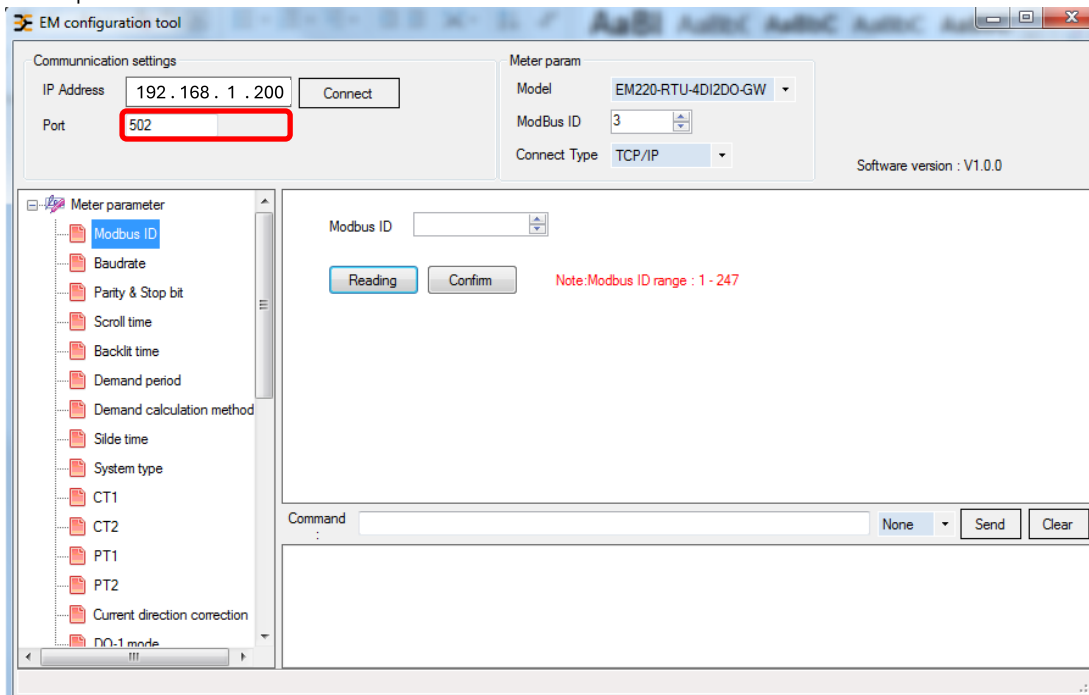 EM configuration tool
Communnication settings
IP Address 192 . 168 . 1 . 200 Connect
Port 502
Meter param
Model EM220-RTU-4DI2DO-GW
ModBus ID 3
Connect Type TCP/IP
Software version : V1.0.0
Meter parameter
Modbus ID
Baudrate
Parity & Stop bit
Scroll time
Backlit time
Demand period
Demand calculation method
Silde time
System type
CT1
CT2
PT1
PT2
Current direction correction
DO-1 mode
Modbus ID
Reading Confirm Note:Modbus ID range : 1 - 247
Command : None Send Clear